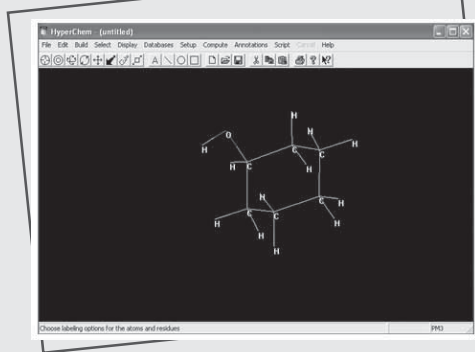 HyperChem - (untitled)
File Edit Build Select Display Databases Setup Compute Annotations Script Cancel Help
A
H
O
H
H
H
H C
C
C
H
C
H
C
H
H
H
C
H
H
H
Choose labeling options for the atoms and residues PM3